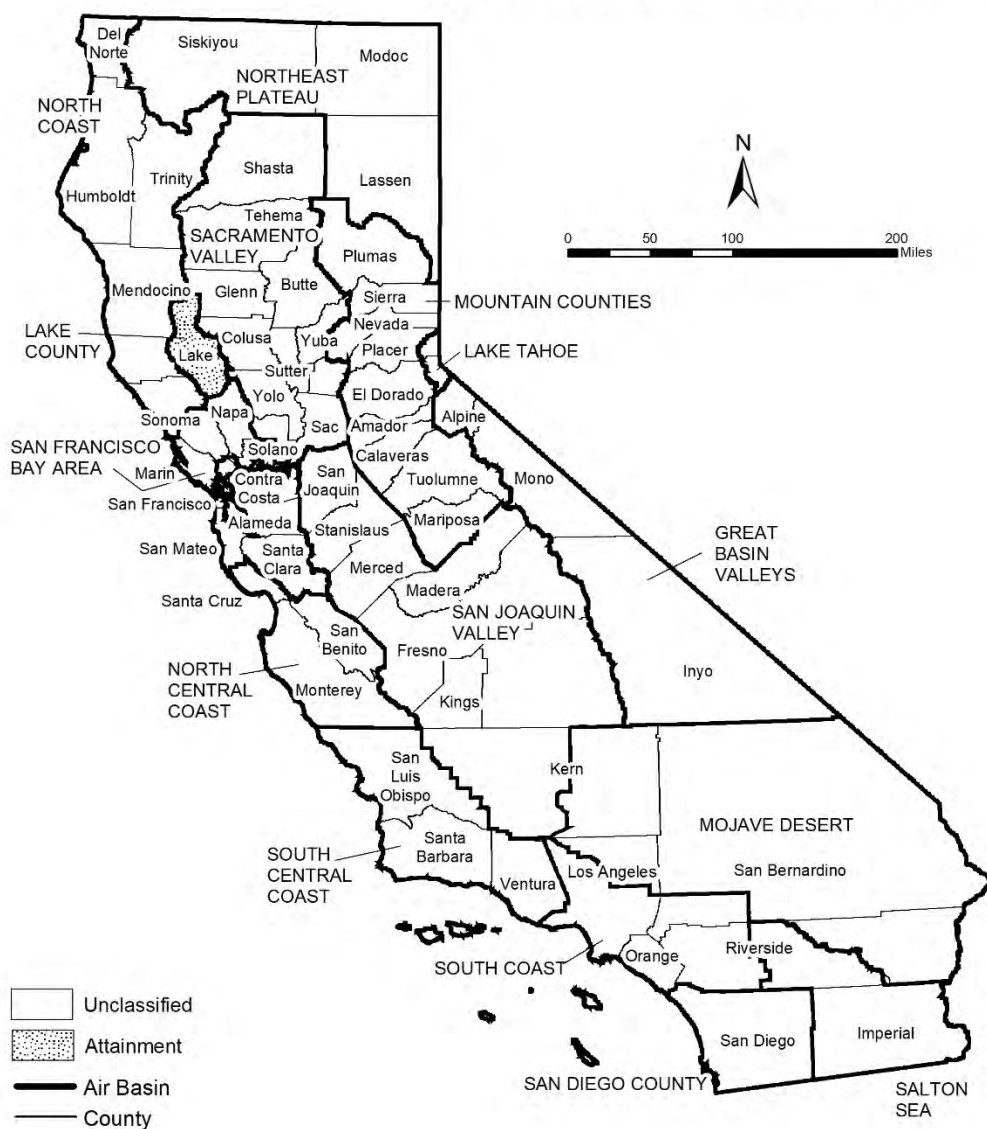 Del
Norte
Siskiyou
Modoc
NORTHEAST
PLATEAU
NORTH
COAST
N
Shasta
Trinity
Lassen
Humboldt
Tehema
SACRAMENTO
VALLEY
Plumas
0 50 100 200
Miles
Mendocino
Glenn
Butte
Sierra
MOUNTAIN COUNTIES
Nevada
LAKE
COUNTY
Colusa
Yuba
Placer
Lake
LAKE TAHOE
Sutter
Yolo
El Dorado
Napa
Sonoma
Sac
Amador
Alpine
SAN FRANCISCO
BAY AREA
Solano
Calaveras
Marin
Contra
Costa
San
Joaquin
Tuolumne
Mono
San Francisco
Alameda
Stanislaus
Mariposa
GREAT
BASIN
VALLEYS
San Mateo
Santa
Clara
Merced
Madera
Santa Cruz
SAN JOAQUIN
VALLEY
San
Benito
Fresno
NORTH
CENTRAL
COAST
Monterey
Kings
Inyo
San
Luis
Obispo
Kern
MOJAVE DESERT
SOUTH
CENTRAL
COAST
Santa
Barbara
Ventura
Los Angeles
San Bernardino
Orange
Riverside
SOUTH COAST
San Diego
Imperial
SAN DIEGO COUNTY
SALTON
SEA
Unclassified
Attainment
Air Basin
County